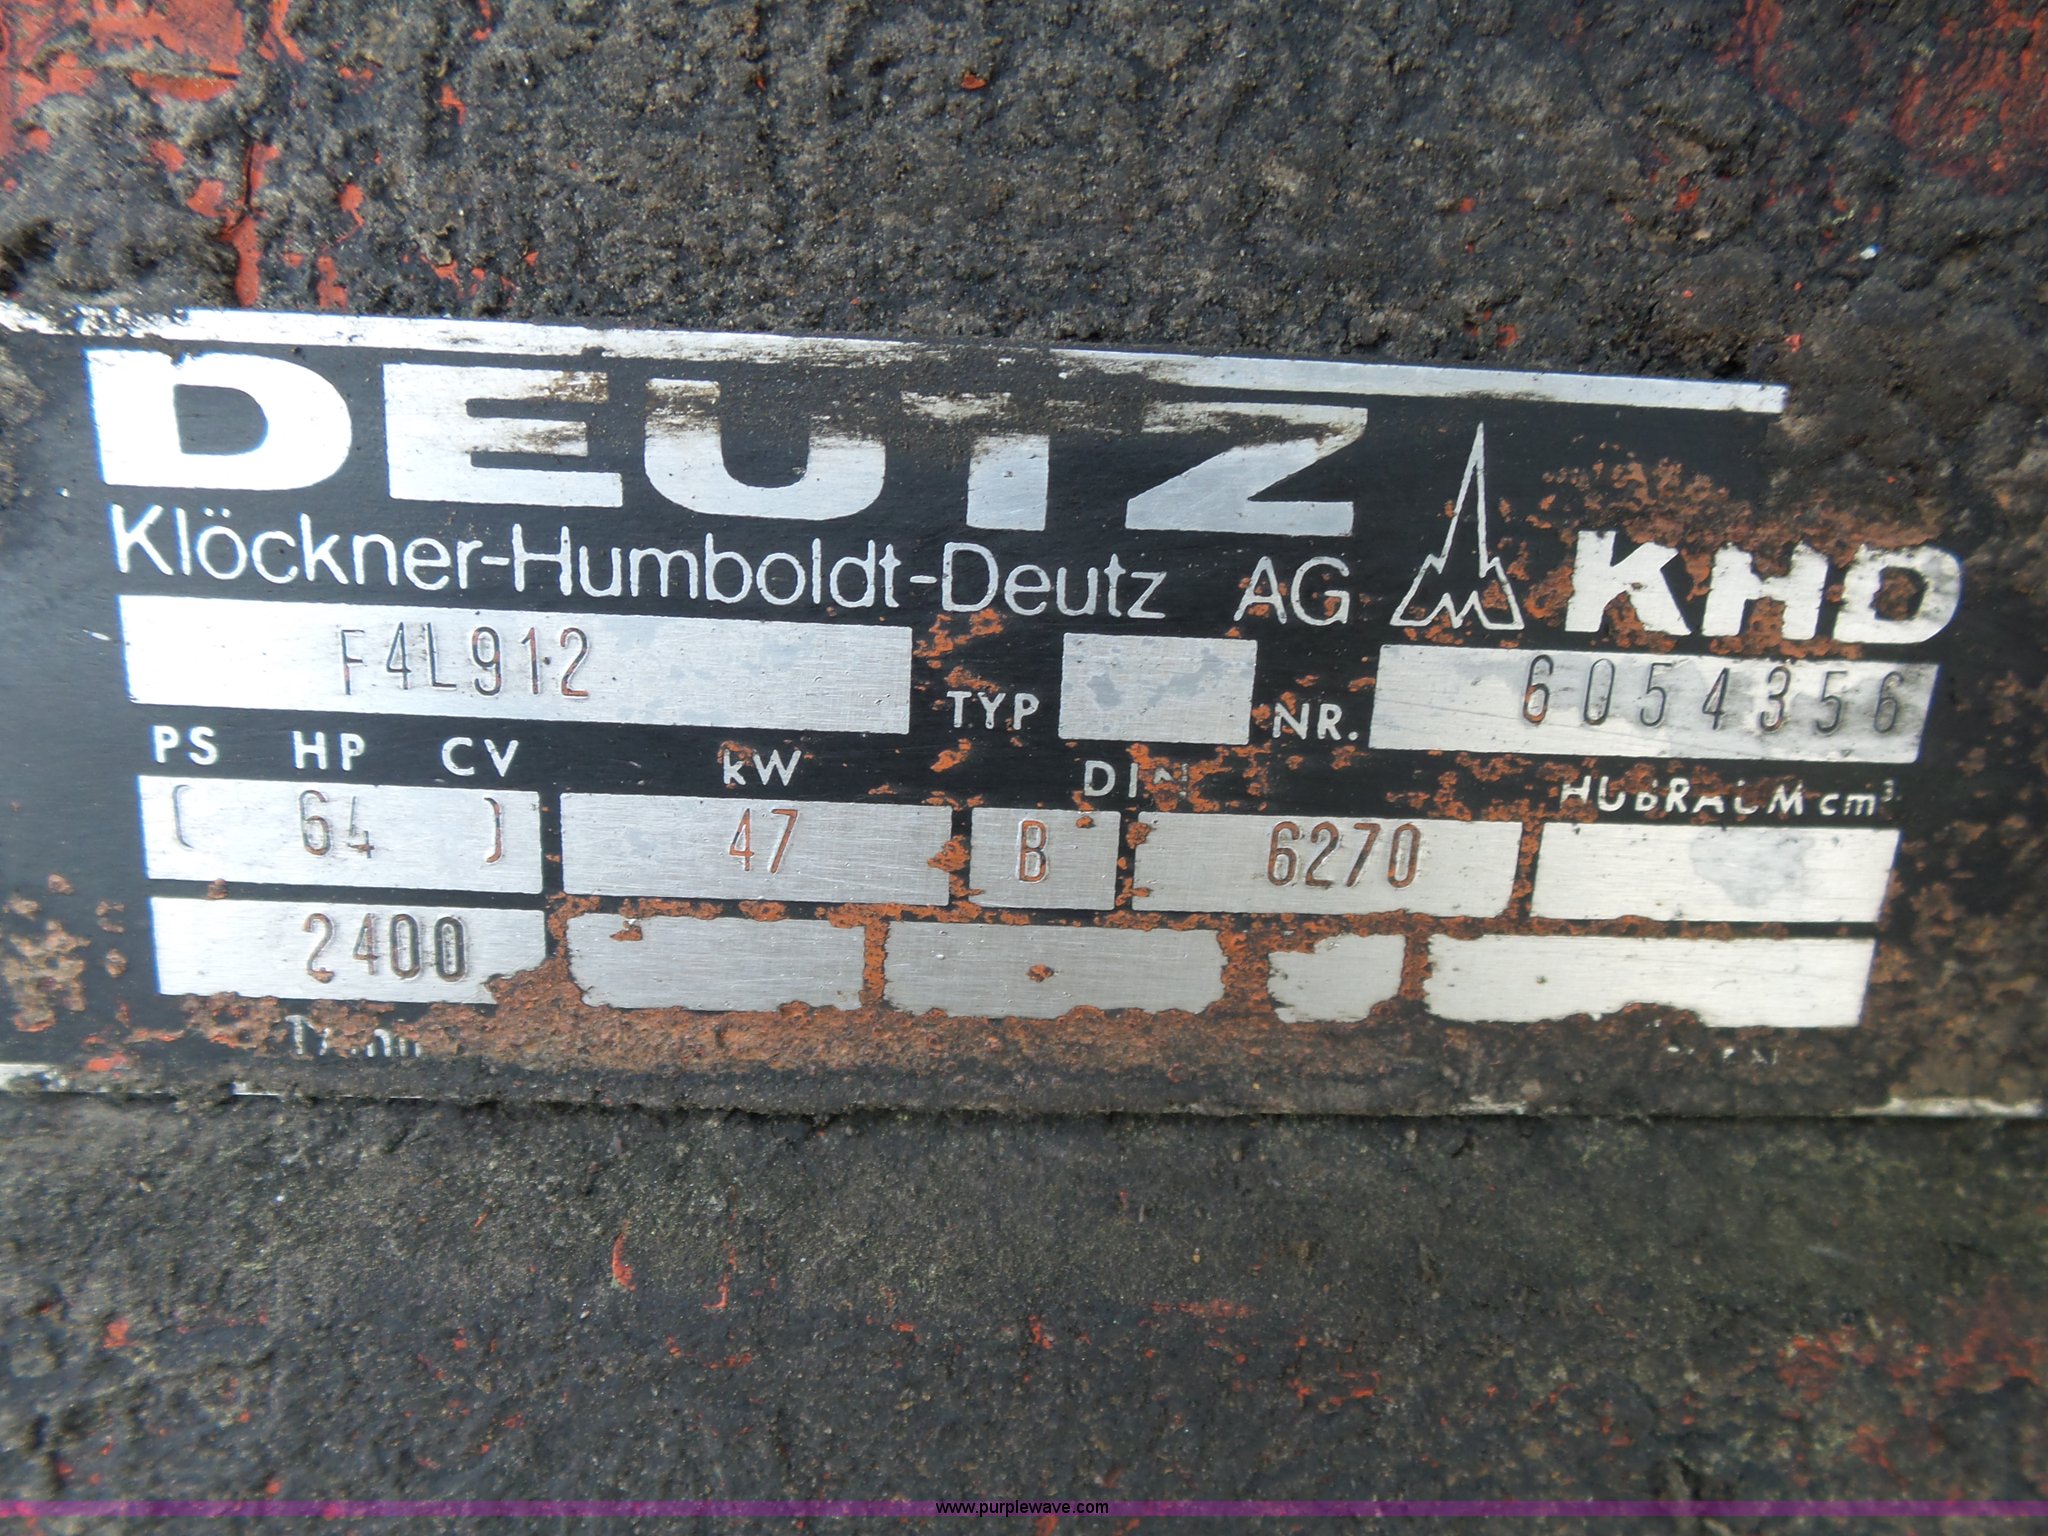 DEUTZ
Klöckner-Humboldt-Deutz AG KHD
F4L912 TYP NR. 6054356
PS HP CV kW DIN HUBRAUM cm³
( 64 ) 47 B 6270
2400
www.purplewave.com